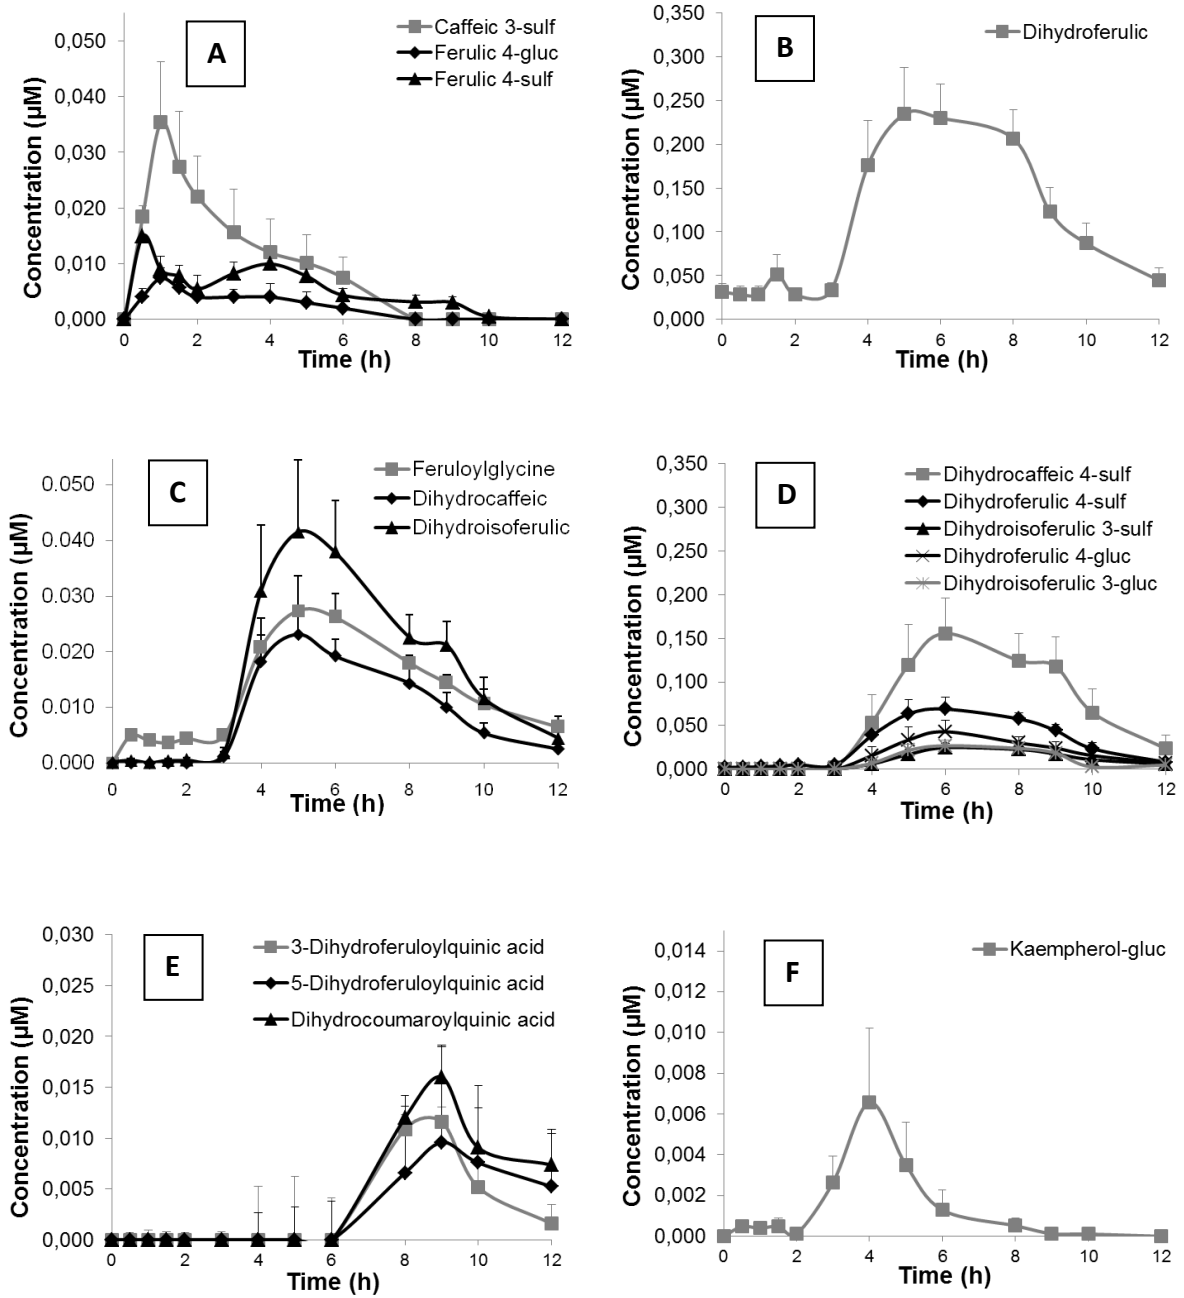 A
Caffeic 3-sulf
Ferulic 4-gluc
Ferulic 4-sulf
Concentration (µM)
0,050
0,040
0,030
0,020
0,010
0,000
0 2 4 6 8 10 12
Time (h)
B
Dihydroferulic
Concentration (µM)
0,350
0,300
0,250
0,200
0,150
0,100
0,050
0,000
0 2 4 6 8 10 12
Time (h)
C
Feruloylglycine
Dihydrocaffeic
Dihydroisoferulic
Concentration (µM)
0.050
0.040
0.030
0.020
0.010
0.000
0 2 4 6 8 10 12
Time (h)
D
Dihydrocaffeic 4-sulf
Dihydroferulic 4-sulf
Dihydroisoferulic 3-sulf
Dihydroferulic 4-gluc
Dihydroisoferulic 3-gluc
Concentration (µM)
0,350
0,300
0,250
0,200
0,150
0,100
0,050
0,000
0 2 4 6 8 10 12
Time (h)
E
3-Dihydroferuloylquinic acid
5-Dihydroferuloylquinic acid
Dihydrocoumaroylquinic acid
Concentration (µM)
0,030
0,025
0,020
0,015
0,010
0,005
0,000
0 2 4 6 8 10 12
Time (h)
F
Kaempherol-gluc
Concentration (µM)
0,014
0,012
0,010
0,008
0,006
0,004
0,002
0,000
0 2 4 6 8 10 12
Time (h)